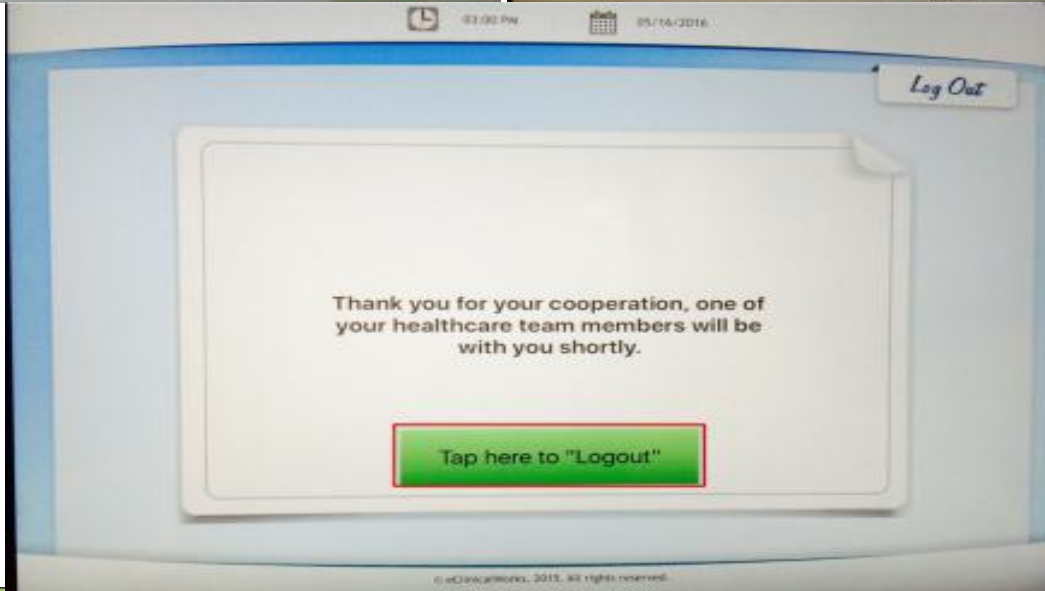 03:00 PM
05/16/2016
Log Out
Thank you for your cooperation, one of
your healthcare team members will be
with you shortly.
Tap here to "Logout"
© eClinicalWorks, 2015. All rights reserved.